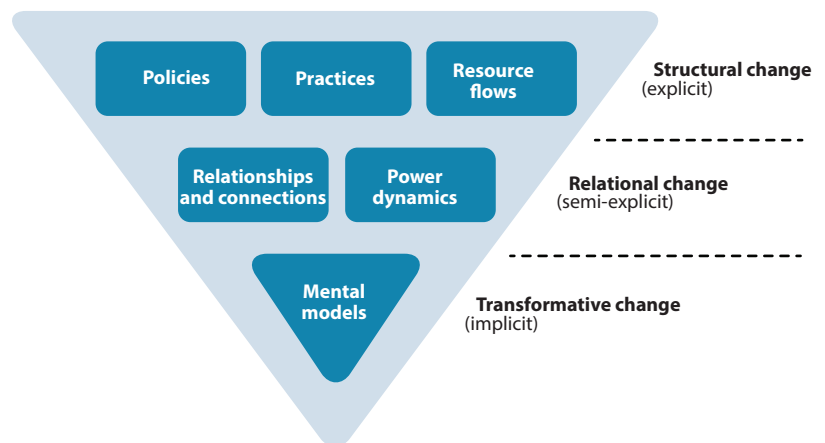 Policies
Practices
Resource
flows
Structural change
(explicit)
Relationships
and connections
Power
dynamics
Relational change
(semi-explicit)
Mental
models
Transformative change
(implicit)